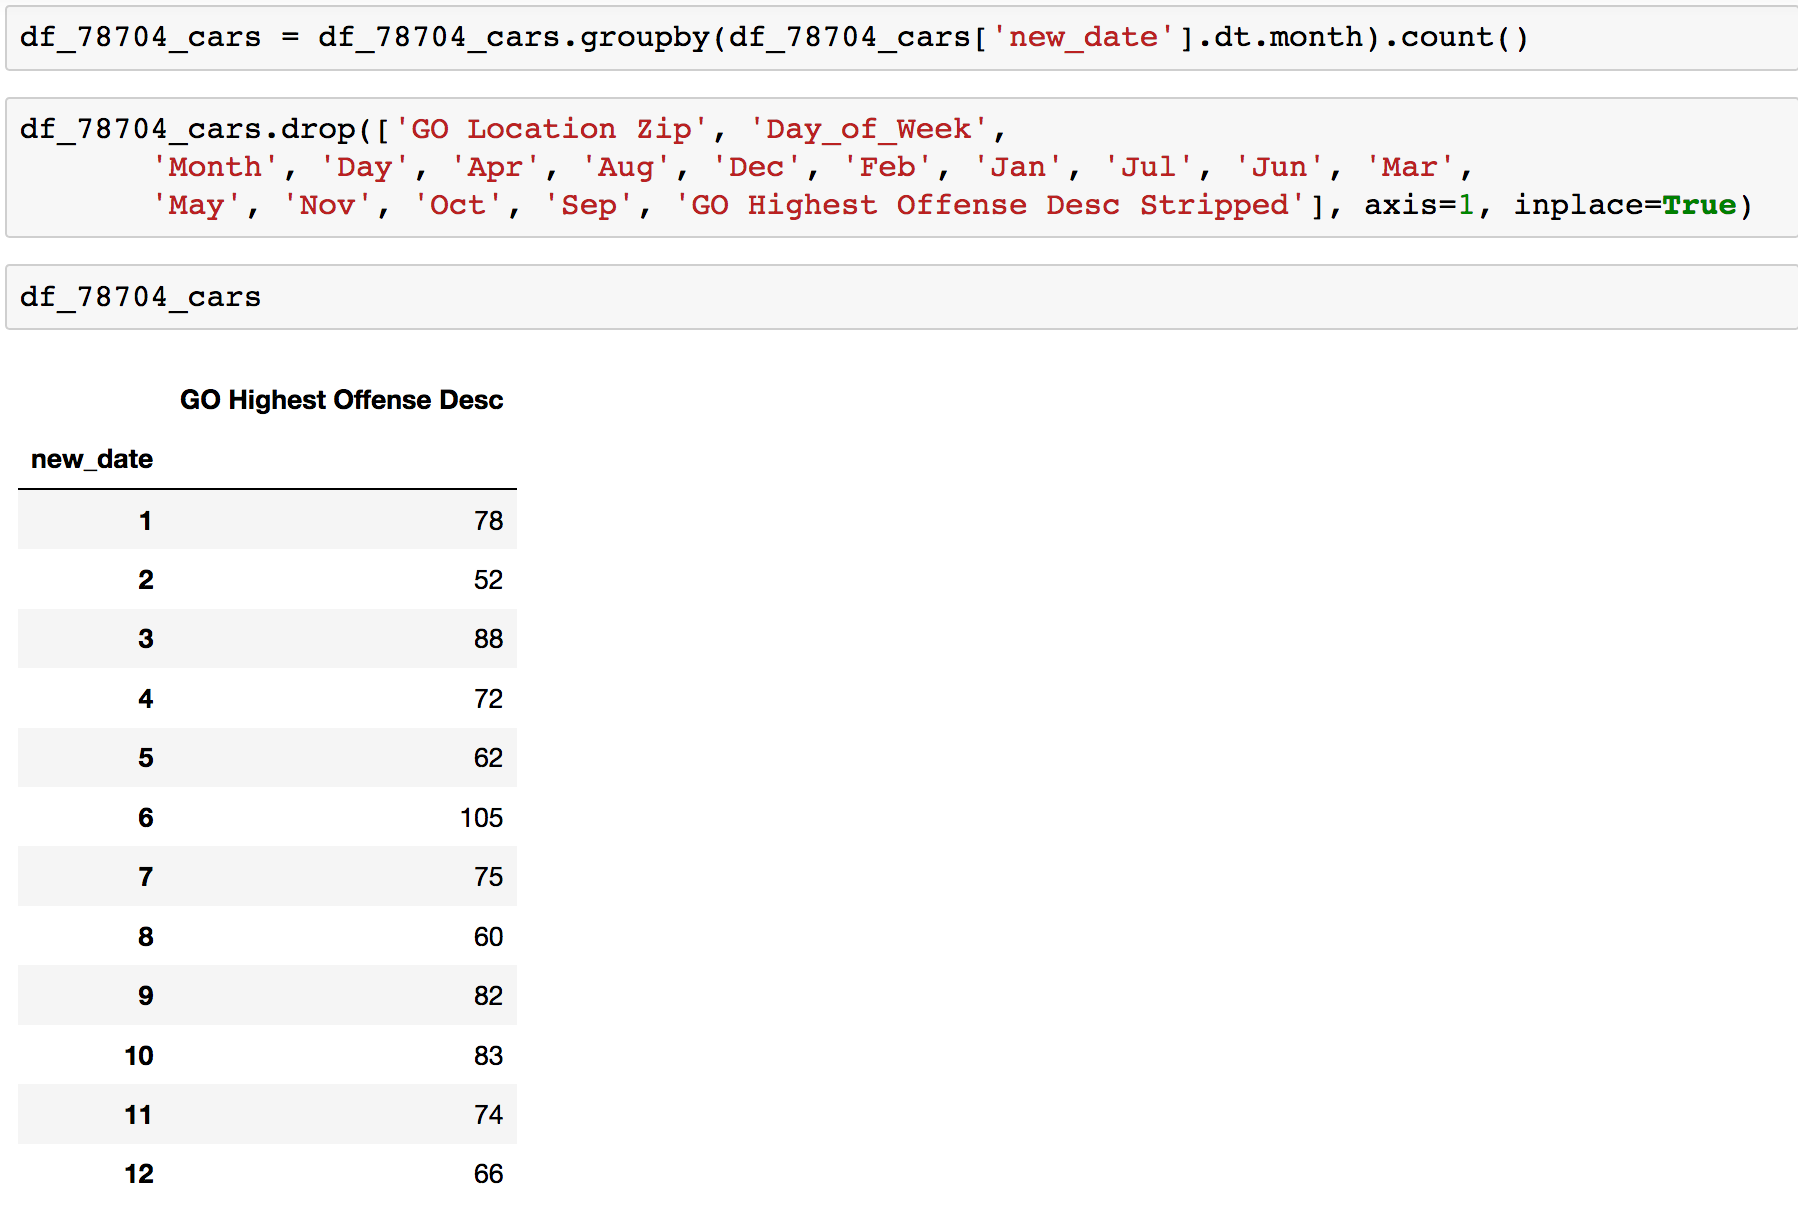 df_78704_cars = df_78704_cars.groupby(df_78704_cars['new_date'].dt.month).count()
df_78704_cars.drop(['GO Location Zip', 'Day_of_Week',
'Month', 'Day', 'Apr', 'Aug', 'Dec', 'Feb', 'Jan', 'Jul', 'Jun', 'Mar',
'May', 'Nov', 'Oct', 'Sep', 'GO Highest Offense Desc Stripped'], axis=1, inplace=True)
df_78704_cars
GO Highest Offense Desc
new_date
1 78
2 52
3 88
4 72
5 62
6 105
7 75
8 60
9 82
10 83
11 74
12 66